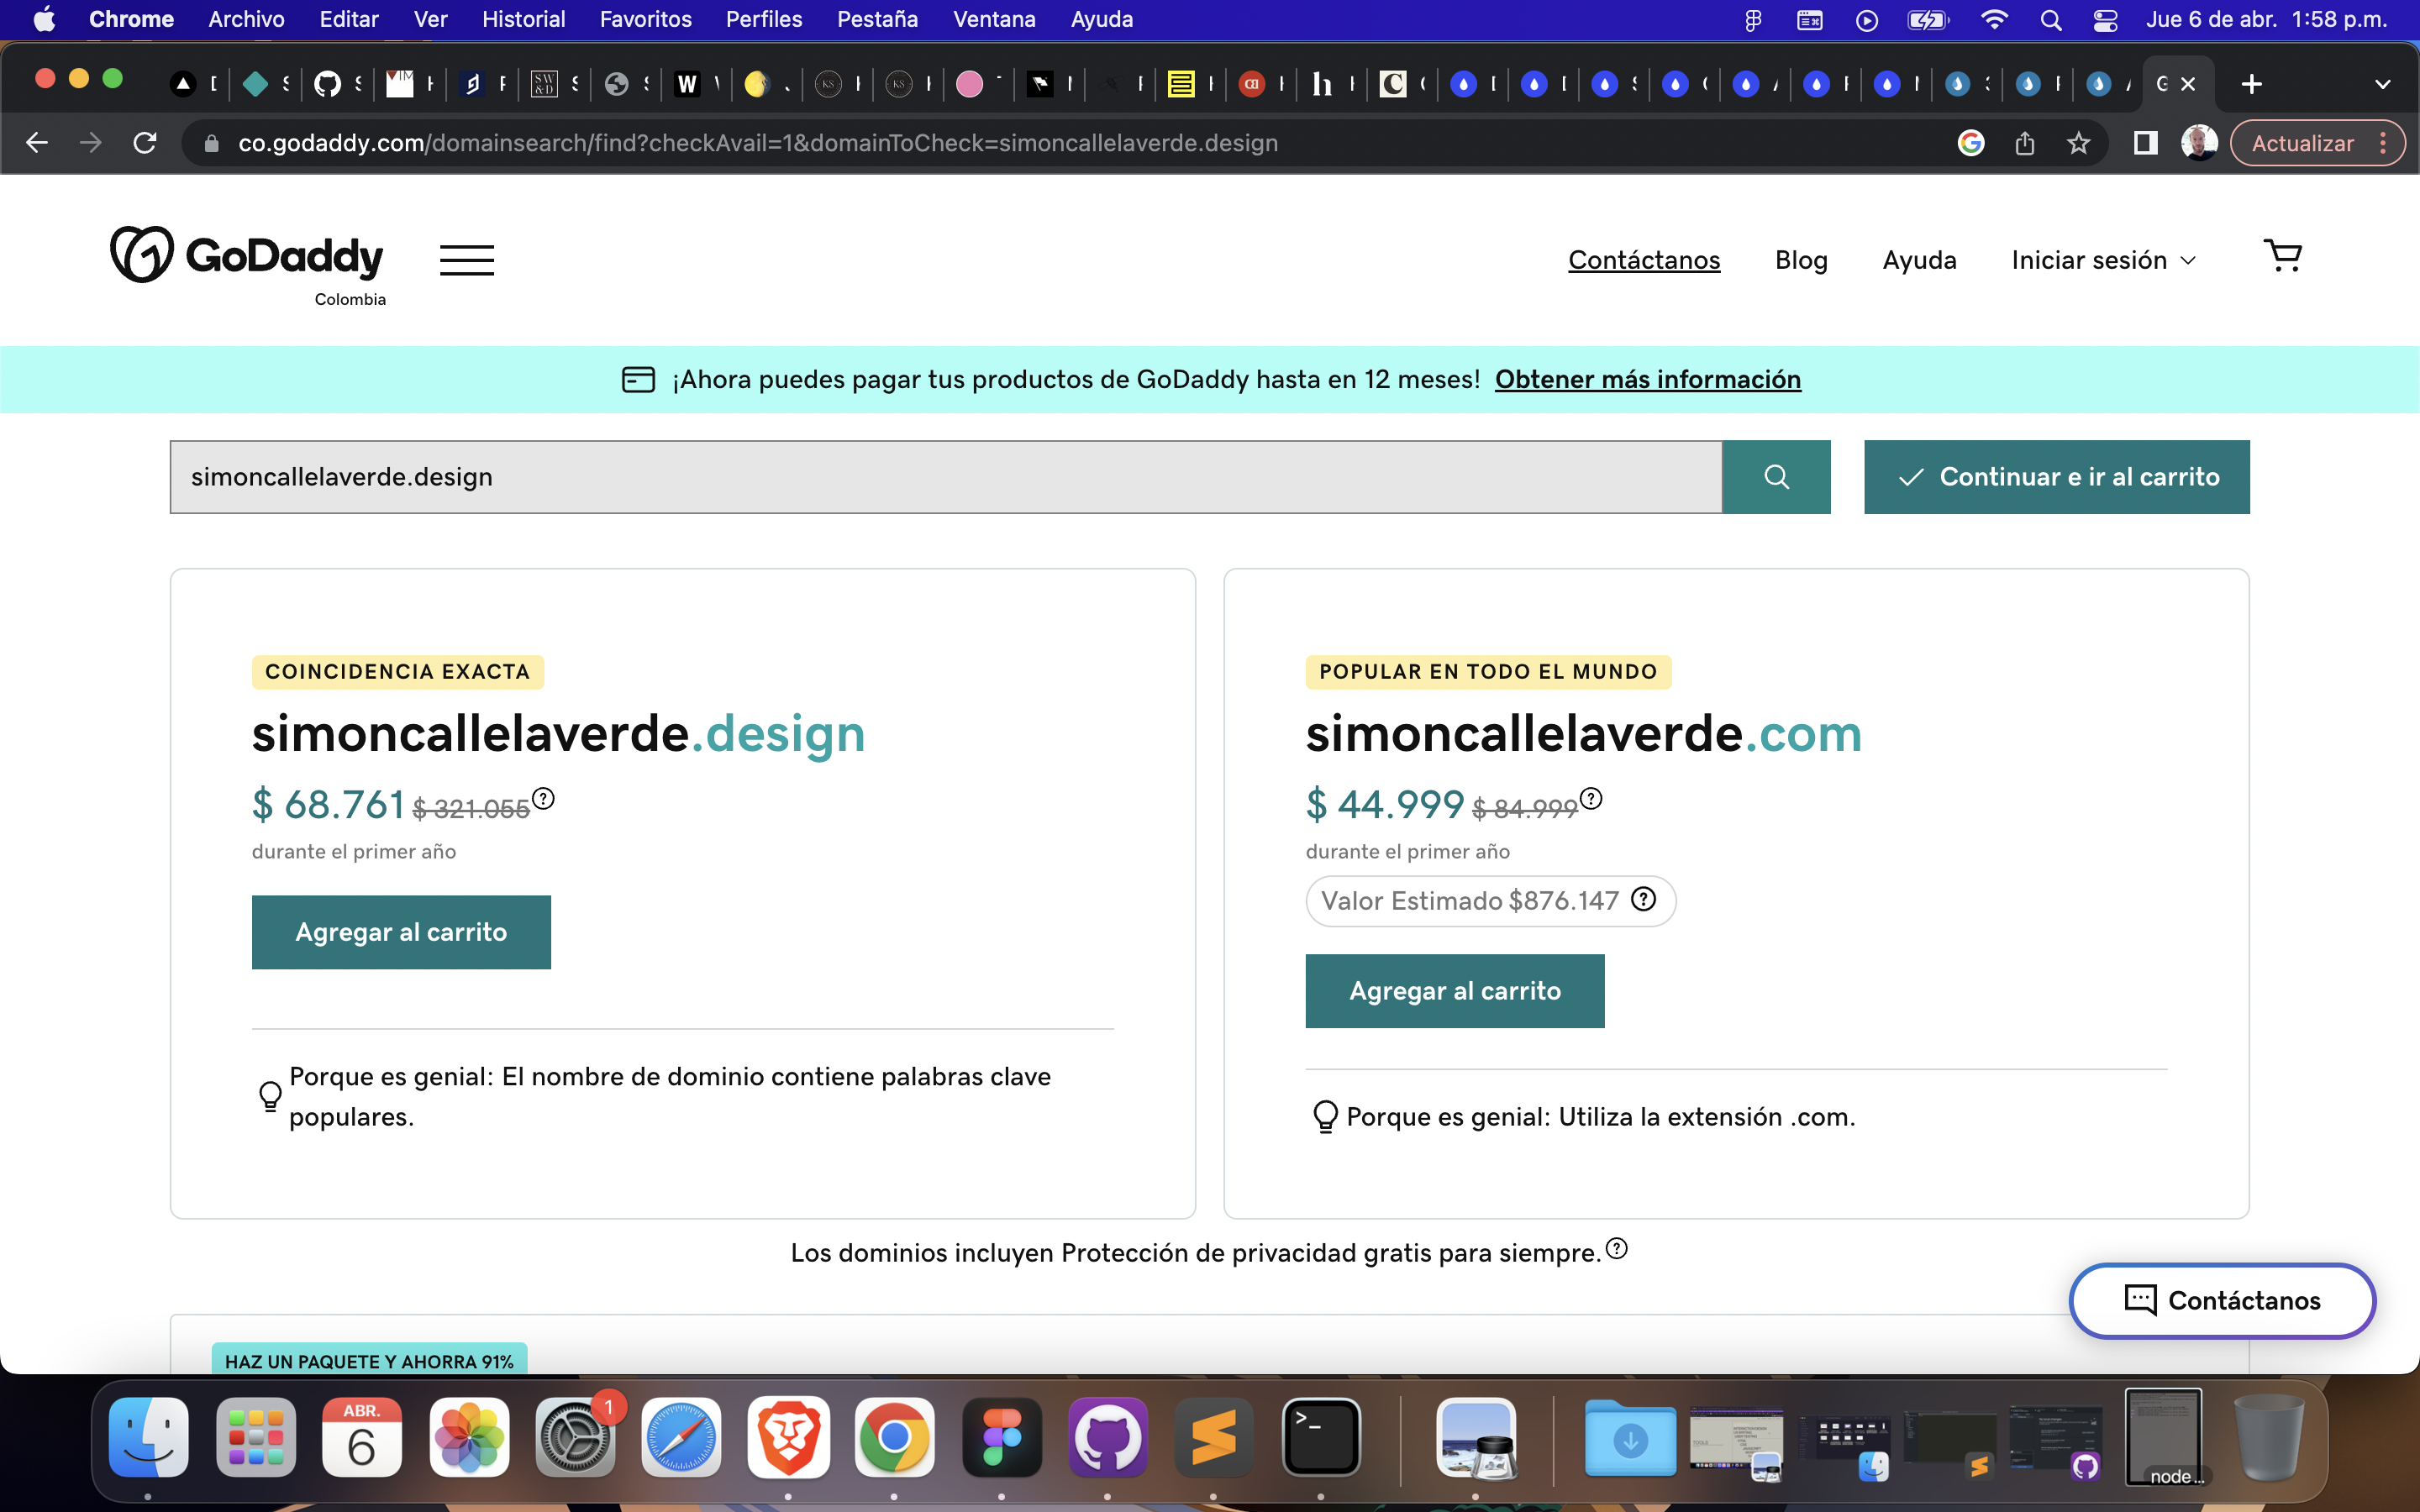 Chrome Archivo Editar Ver Historial Favoritos Perfiles Pestaña Ventana Ayuda Jue 6 de abr. 1:58 p.m.
co.godaddy.com/domainsearch/find?checkAvail=1&domainToCheck=simoncallelaverde.design Actualizar
GoDaddy
Colombia
Contáctanos Blog Ayuda Iniciar sesión
¡Ahora puedes pagar tus productos de GoDaddy hasta en 12 meses! Obtener más información
simoncallelaverde.design
Continuar e ir al carrito
COINCIDENCIA EXACTA
simoncallelaverde.design
$ 68.761 $ 321.055
durante el primer año
Agregar al carrito
Porque es genial: El nombre de dominio contiene palabras clave
populares.
POPULAR EN TODO EL MUNDO
simoncallelaverde.com
$ 44.999 $ 84.999
durante el primer año
Valor Estimado $876.147
Agregar al carrito
Porque es genial: Utiliza la extensión .com.
Los dominios incluyen Protección de privacidad gratis para siempre.
Contáctanos
HAZ UN PAQUETE Y AHORRA 91%
ABR.
6
1
node...